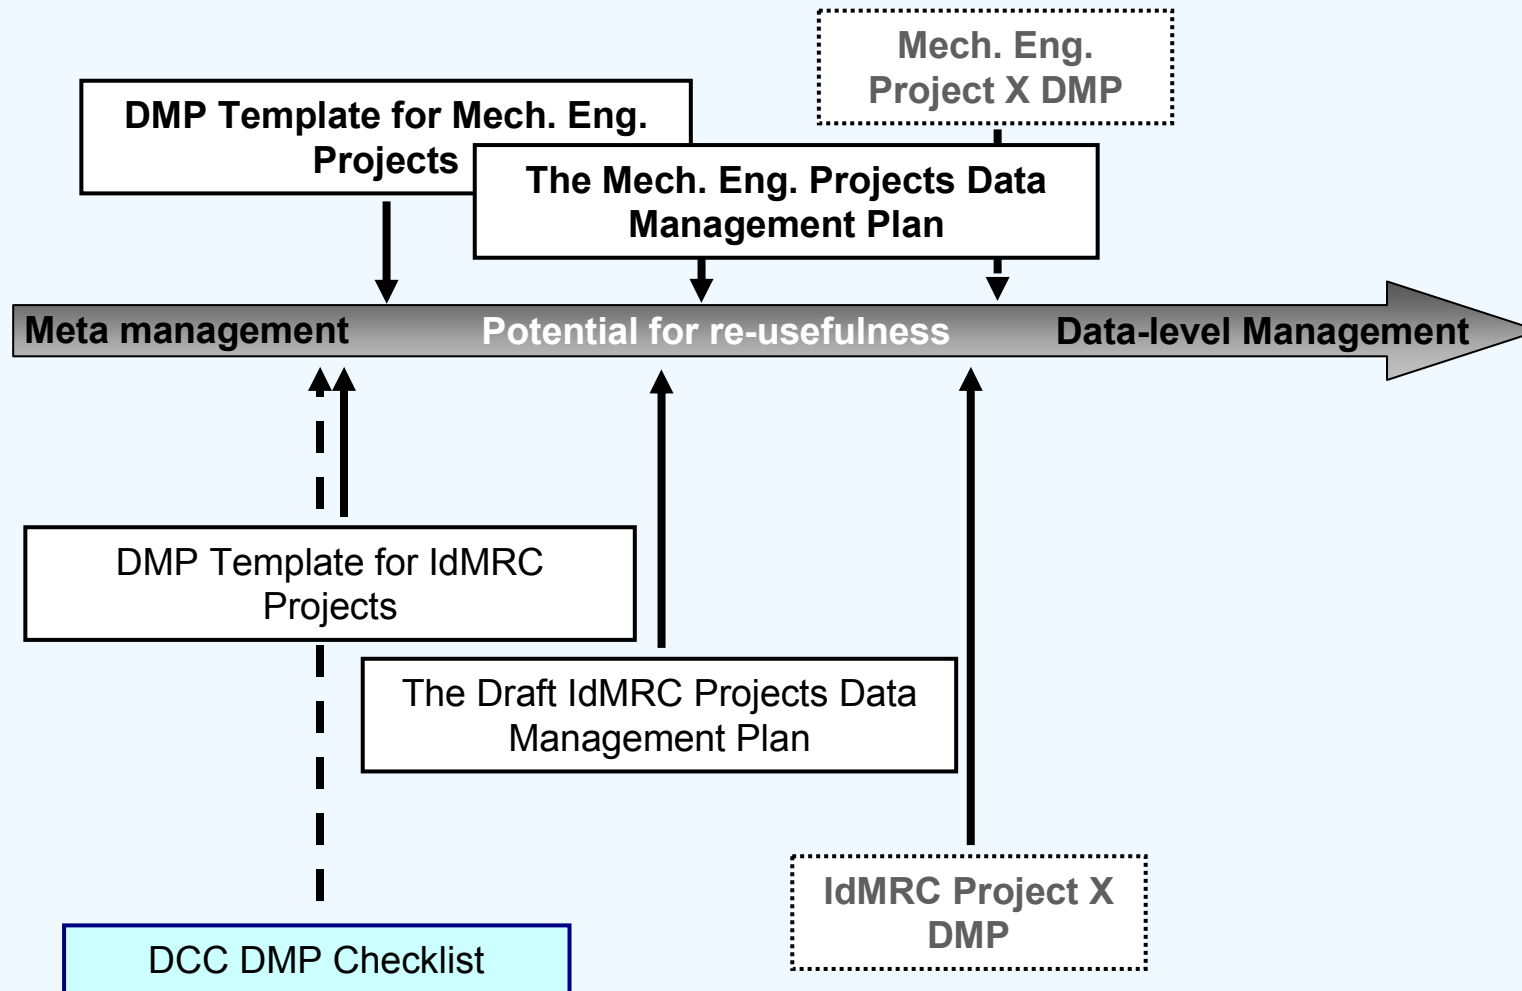 Mech. Eng.
Project X DMP
DMP Template for Mech. Eng.
Projects
The Mech. Eng. Projects Data
Management Plan
Meta management
Potential for re-usefulness
Data-level Management
DMP Template for IdMRC
Projects
The Draft IdMRC Projects Data
Management Plan
IdMRC Project X
DMP
DCC DMP Checklist